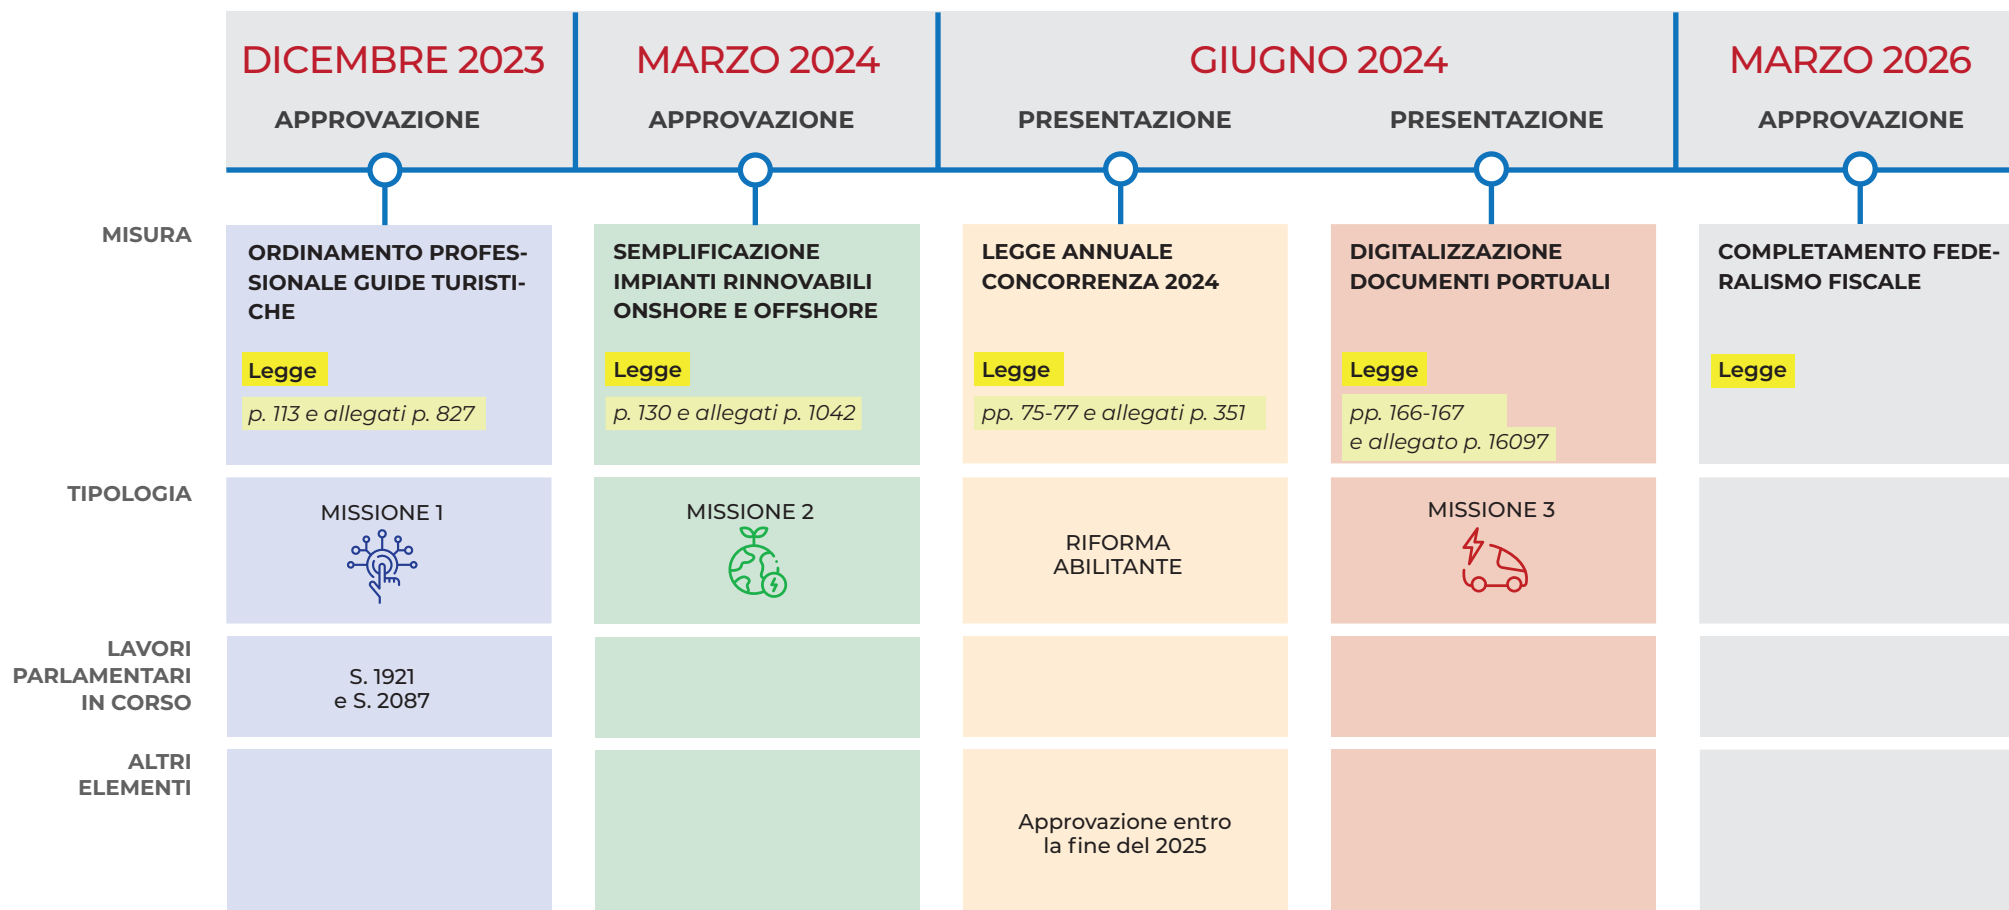 DICEMBRE 2023
MARZO 2024
GIUGNO 2024
MARZO 2026
APPROVAZIONE
APPROVAZIONE
PRESENTAZIONE
PRESENTAZIONE
APPROVAZIONE
MISURA
ORDINAMENTO PROFES-
SIONALE GUIDE TURISTI-
CHE
Legge
p. 113 e allegati p. 827
SEMPLIFICAZIONE
IMPIANTI RINNOVABILI
ONSHORE E OFFSHORE
Legge
p. 130 e allegati p. 1042
LEGGE ANNUALE
CONCORRENZA 2024
Legge
pp. 75-77 e allegati p. 351
DIGITALIZZAZIONE
DOCUMENTI PORTUALI
Legge
pp. 166-167
e allegato p. 16097
COMPLETAMENTO FEDE-
RALISMO FISCALE
Legge
TIPOLOGIA
MISSIONE 1
MISSIONE 2
RIFORMA
ABILITANTE
MISSIONE 3
LAVORI
PARLAMENTARI
IN CORSO
S. 1921
e S. 2087
ALTRI
ELEMENTI
Approvazione entro
la fine del 2025